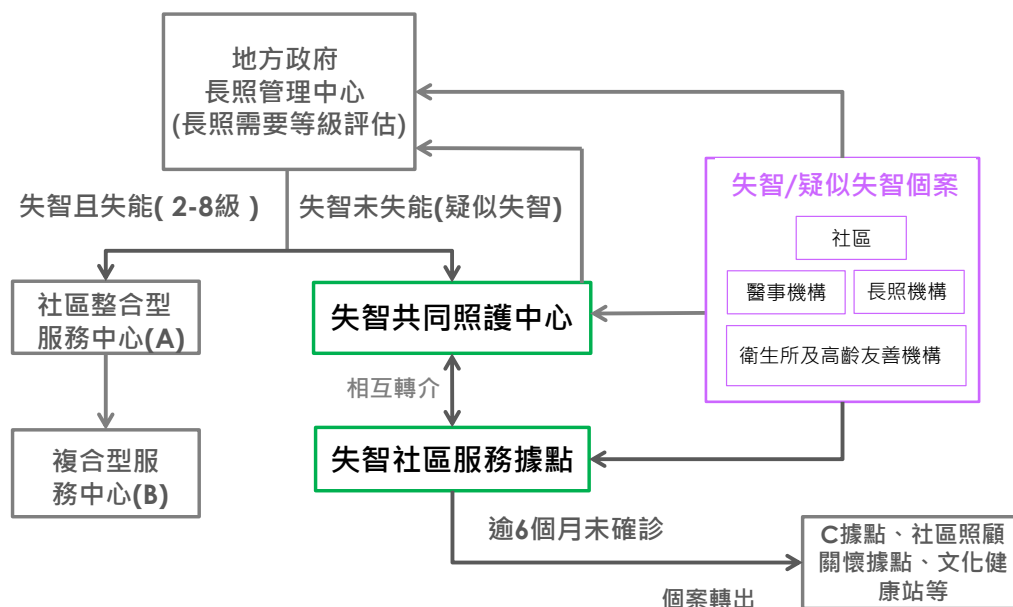 地方政府
長照管理中心
(長照需要等級評估)
失智且失能( 2-8級 )
失智未失能(疑似失智)
失智/疑似失智個案
社區
醫事機構
長照機構
衛生所及高齡友善機構
社區整合型
服務中心(A)
失智共同照護中心
相互轉介
複合型服
務中心(B)
失智社區服務據點
逾6個月未確診
個案轉出
C據點、社區照顧
關懷據點、文化健
康站等